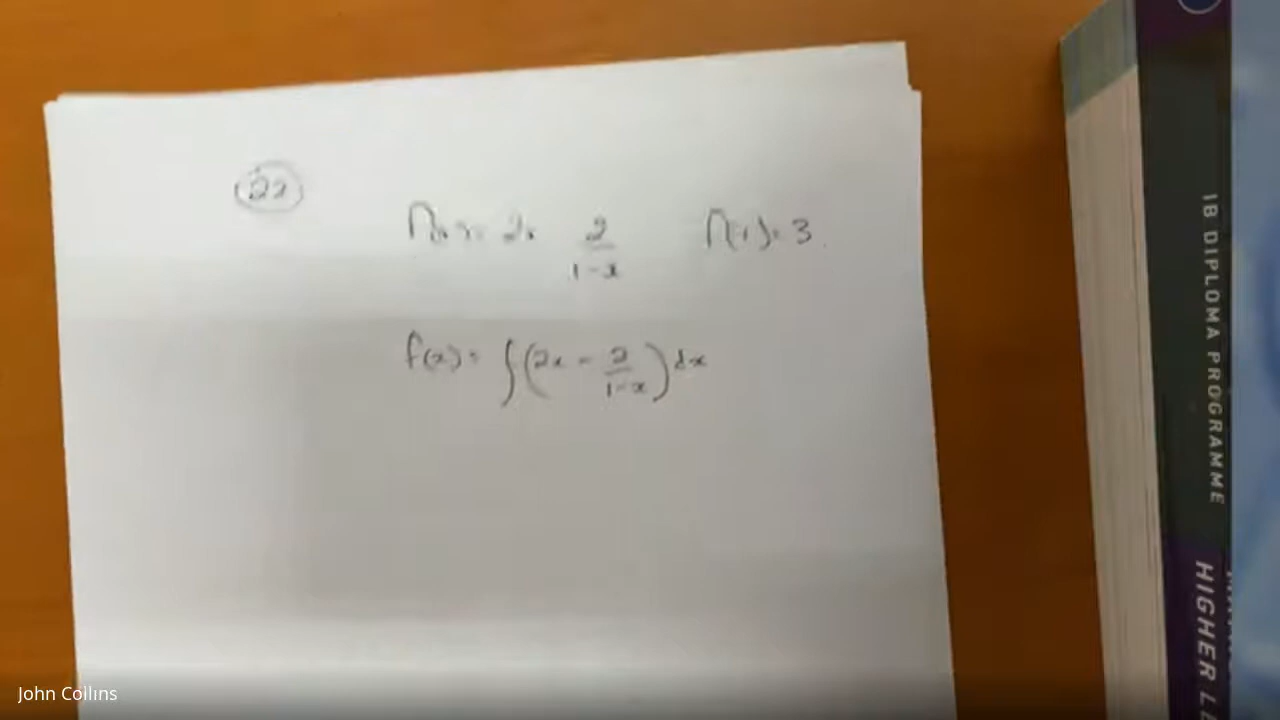 22
f'(x) = 2x 2/1-x f'(-1) = 3
f(x) = ∫(2x - 2/1-x) dx
IB DIPLOMA PROGRAMME
HIGHER
John Collins